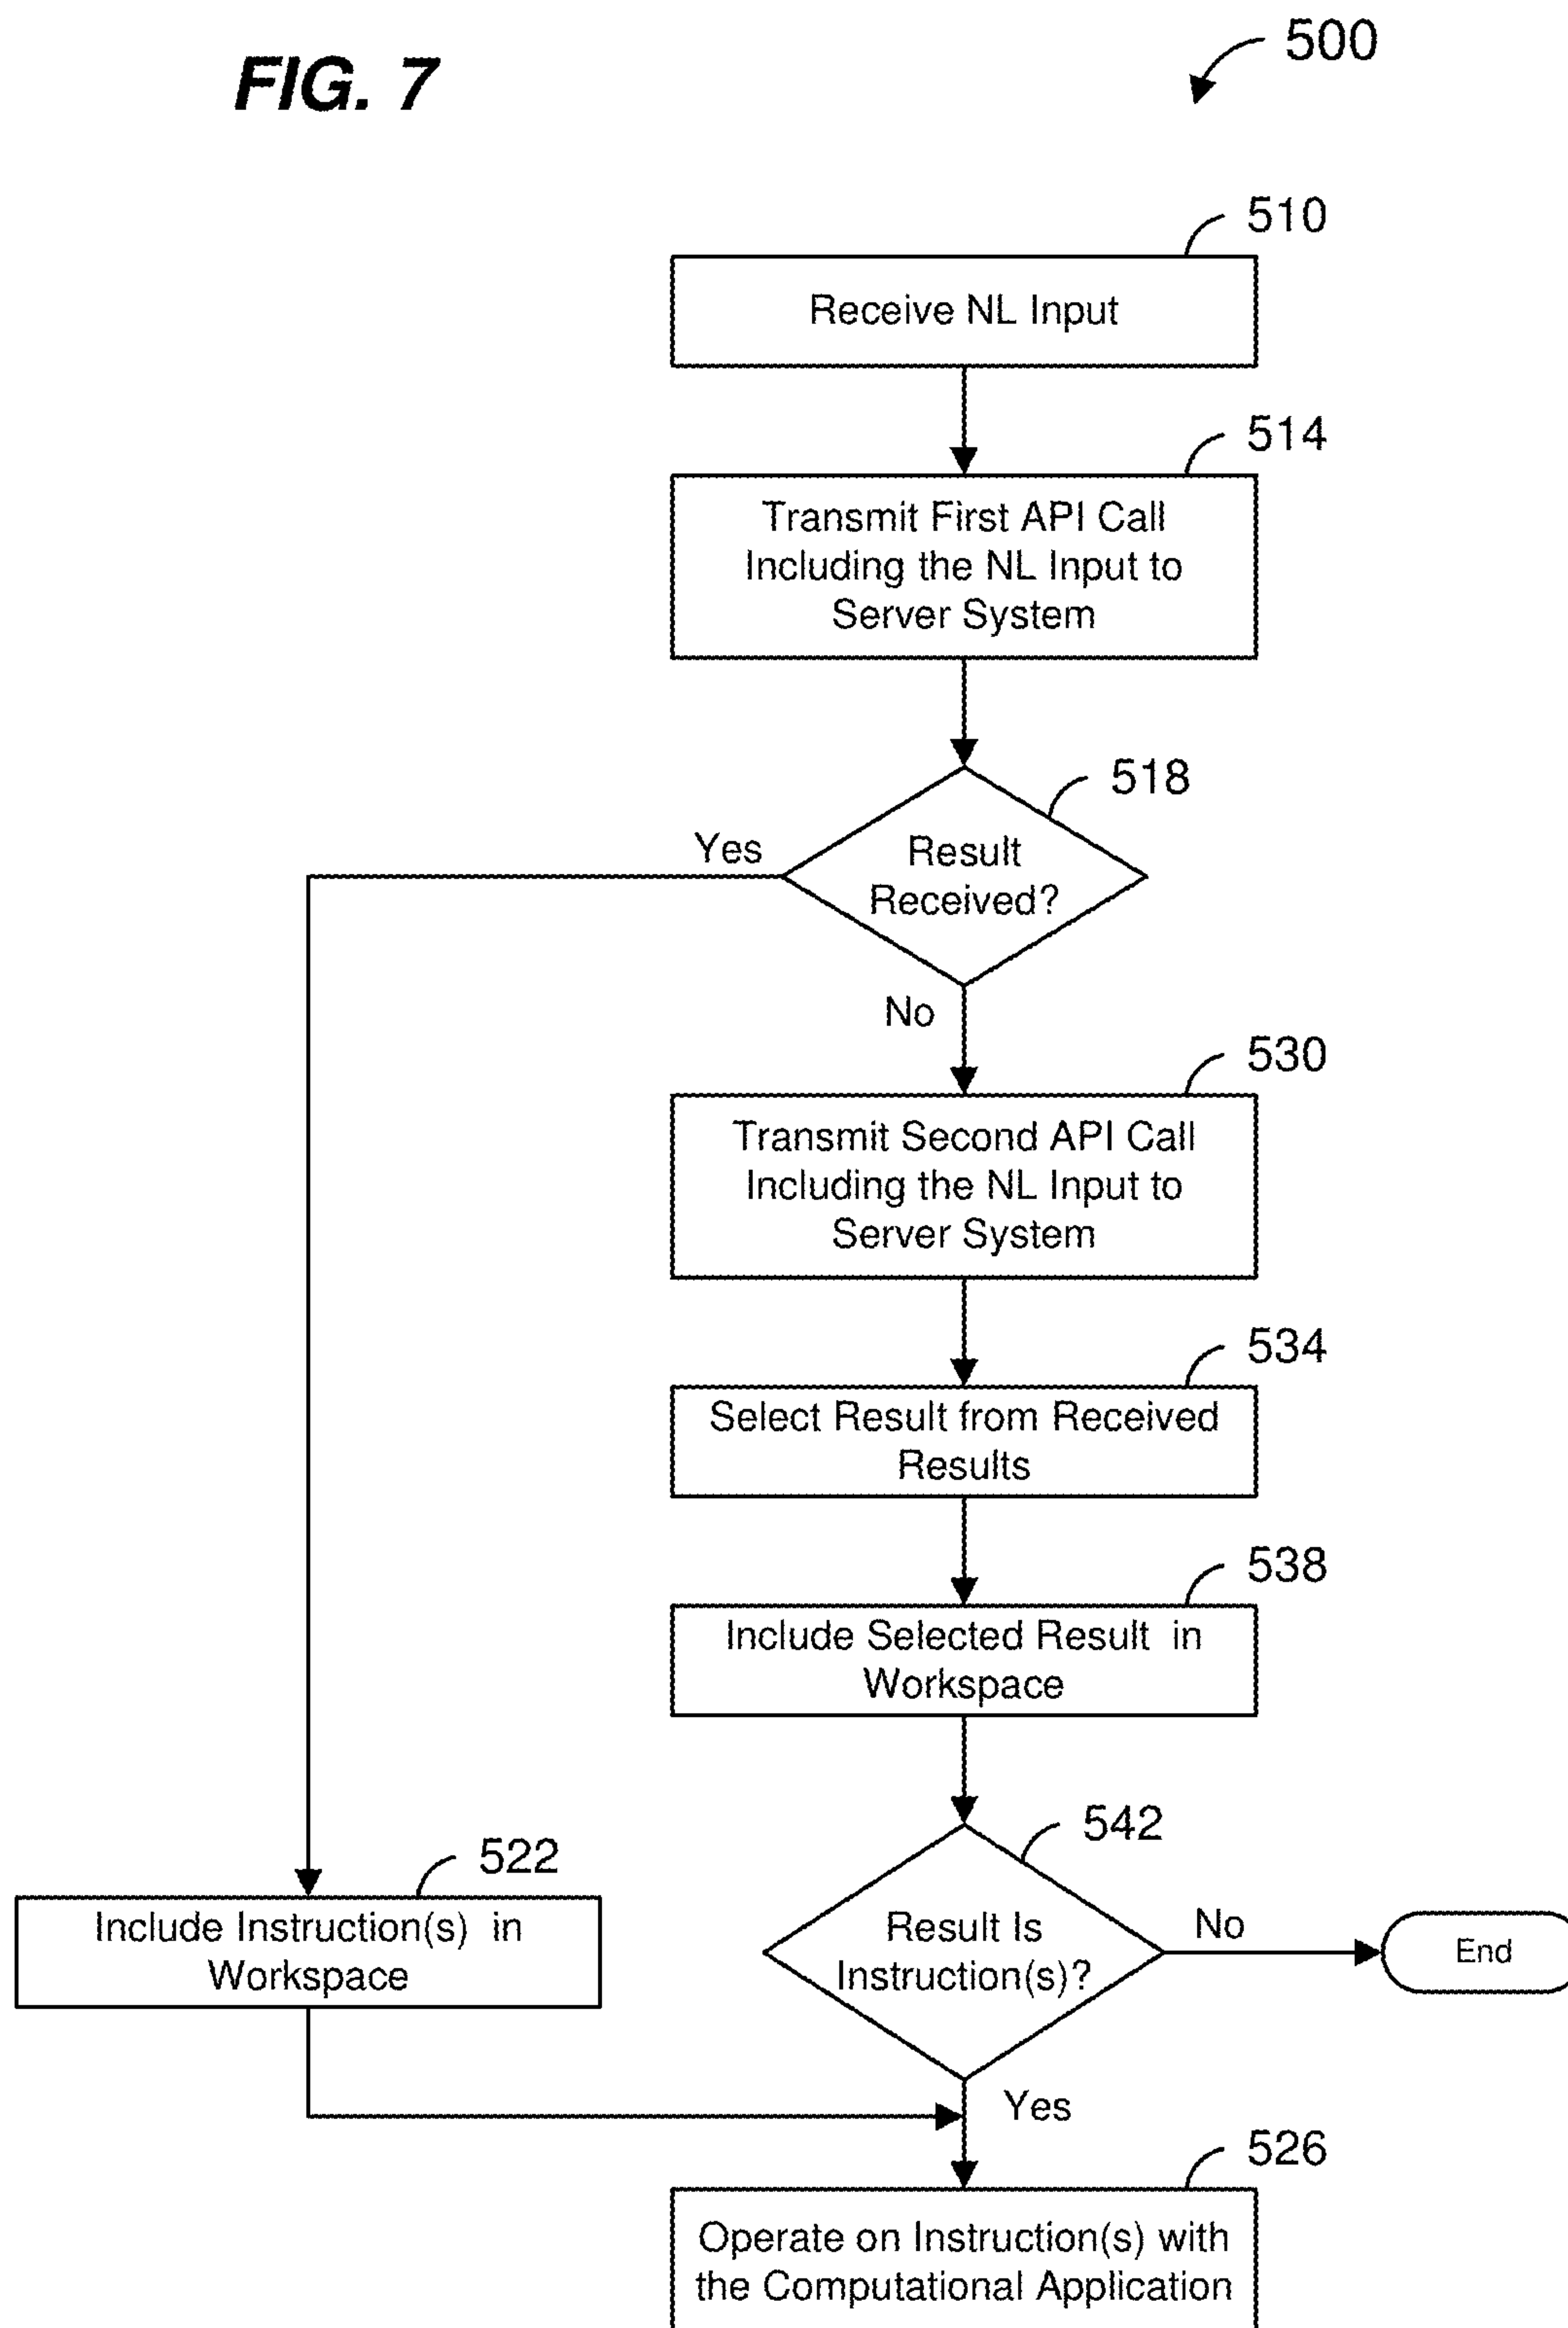 FIG. 7
500
510
Receive NL Input
514
Transmit First API Call
Including the NL Input to
Server System
518
Yes
Result
Received?
No
530
Transmit Second API Call
Including the NL Input to
Server System
534
Select Result from Received
Results
538
Include Selected Result in
Workspace
542
522
Include Instruction(s) in
Workspace
Result Is
Instruction(s)?
No
End
Yes
526
Operate on Instruction(s) with
the Computational Application